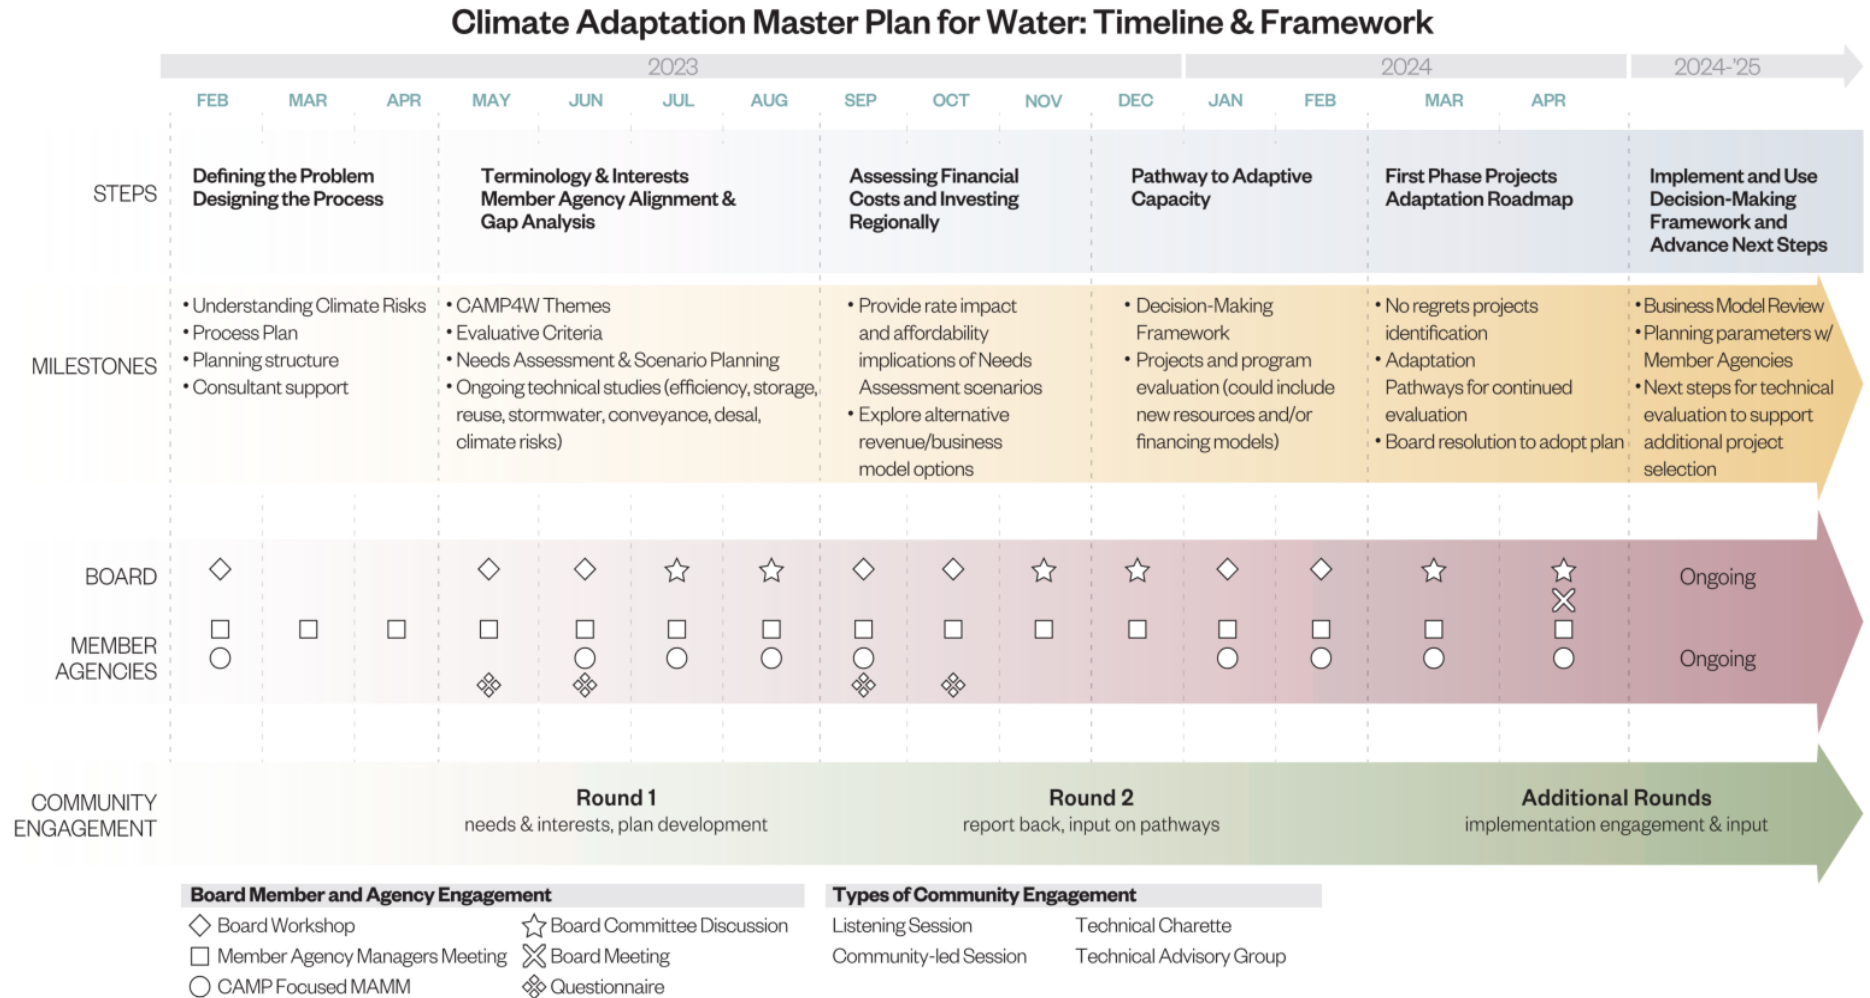 Climate Adaptation Master Plan for Water: Timeline & Framework
2023
2024
2024-'25
FEB
MAR
APR
MAY
JUN
JUL
AUG
SEP
OCT
NOV
DEC
JAN
FEB
MAR
APR
STEPS
Defining the Problem
Designing the Process
Terminology & Interests
Member Agency Alignment &
Gap Analysis
Assessing Financial
Costs and Investing
Regionally
Pathway to Adaptive
Capacity
First Phase Projects
Adaptation Roadmap
Implement and Use
Decision-Making
Framework and
Advance Next Steps
MILESTONES
• Understanding Climate Risks
• Process Plan
• Planning structure
• Consultant support
• CAMP4W Themes
• Evaluative Criteria
• Needs Assessment & Scenario Planning
• Ongoing technical studies (efficiency, storage,
reuse, stormwater, conveyance, desal,
climate risks)
• Provide rate impact
and affordability
implications of Needs
Assessment scenarios
• Explore alternative
revenue/business
model options
• Decision-Making
Framework
• Projects and program
evaluation (could include
new resources and/or
financing models)
• No regrets projects
identification
• Adaptation
Pathways for continued
evaluation
• Board resolution to adopt plan
• Business Model Review
• Planning parameters w/
Member Agencies
• Next steps for technical
evaluation to support
additional project
selection
BOARD
Ongoing
MEMBER
AGENCIES
Ongoing
COMMUNITY
ENGAGEMENT
Round 1
needs & interests, plan development
Round 2
report back, input on pathways
Additional Rounds
implementation engagement & input
Board Member and Agency Engagement
Board Workshop
Member Agency Managers Meeting
CAMP Focused MAMM
Board Committee Discussion
Board Meeting
Questionnaire
Types of Community Engagement
Listening Session
Community-led Session
Technical Charette
Technical Advisory Group